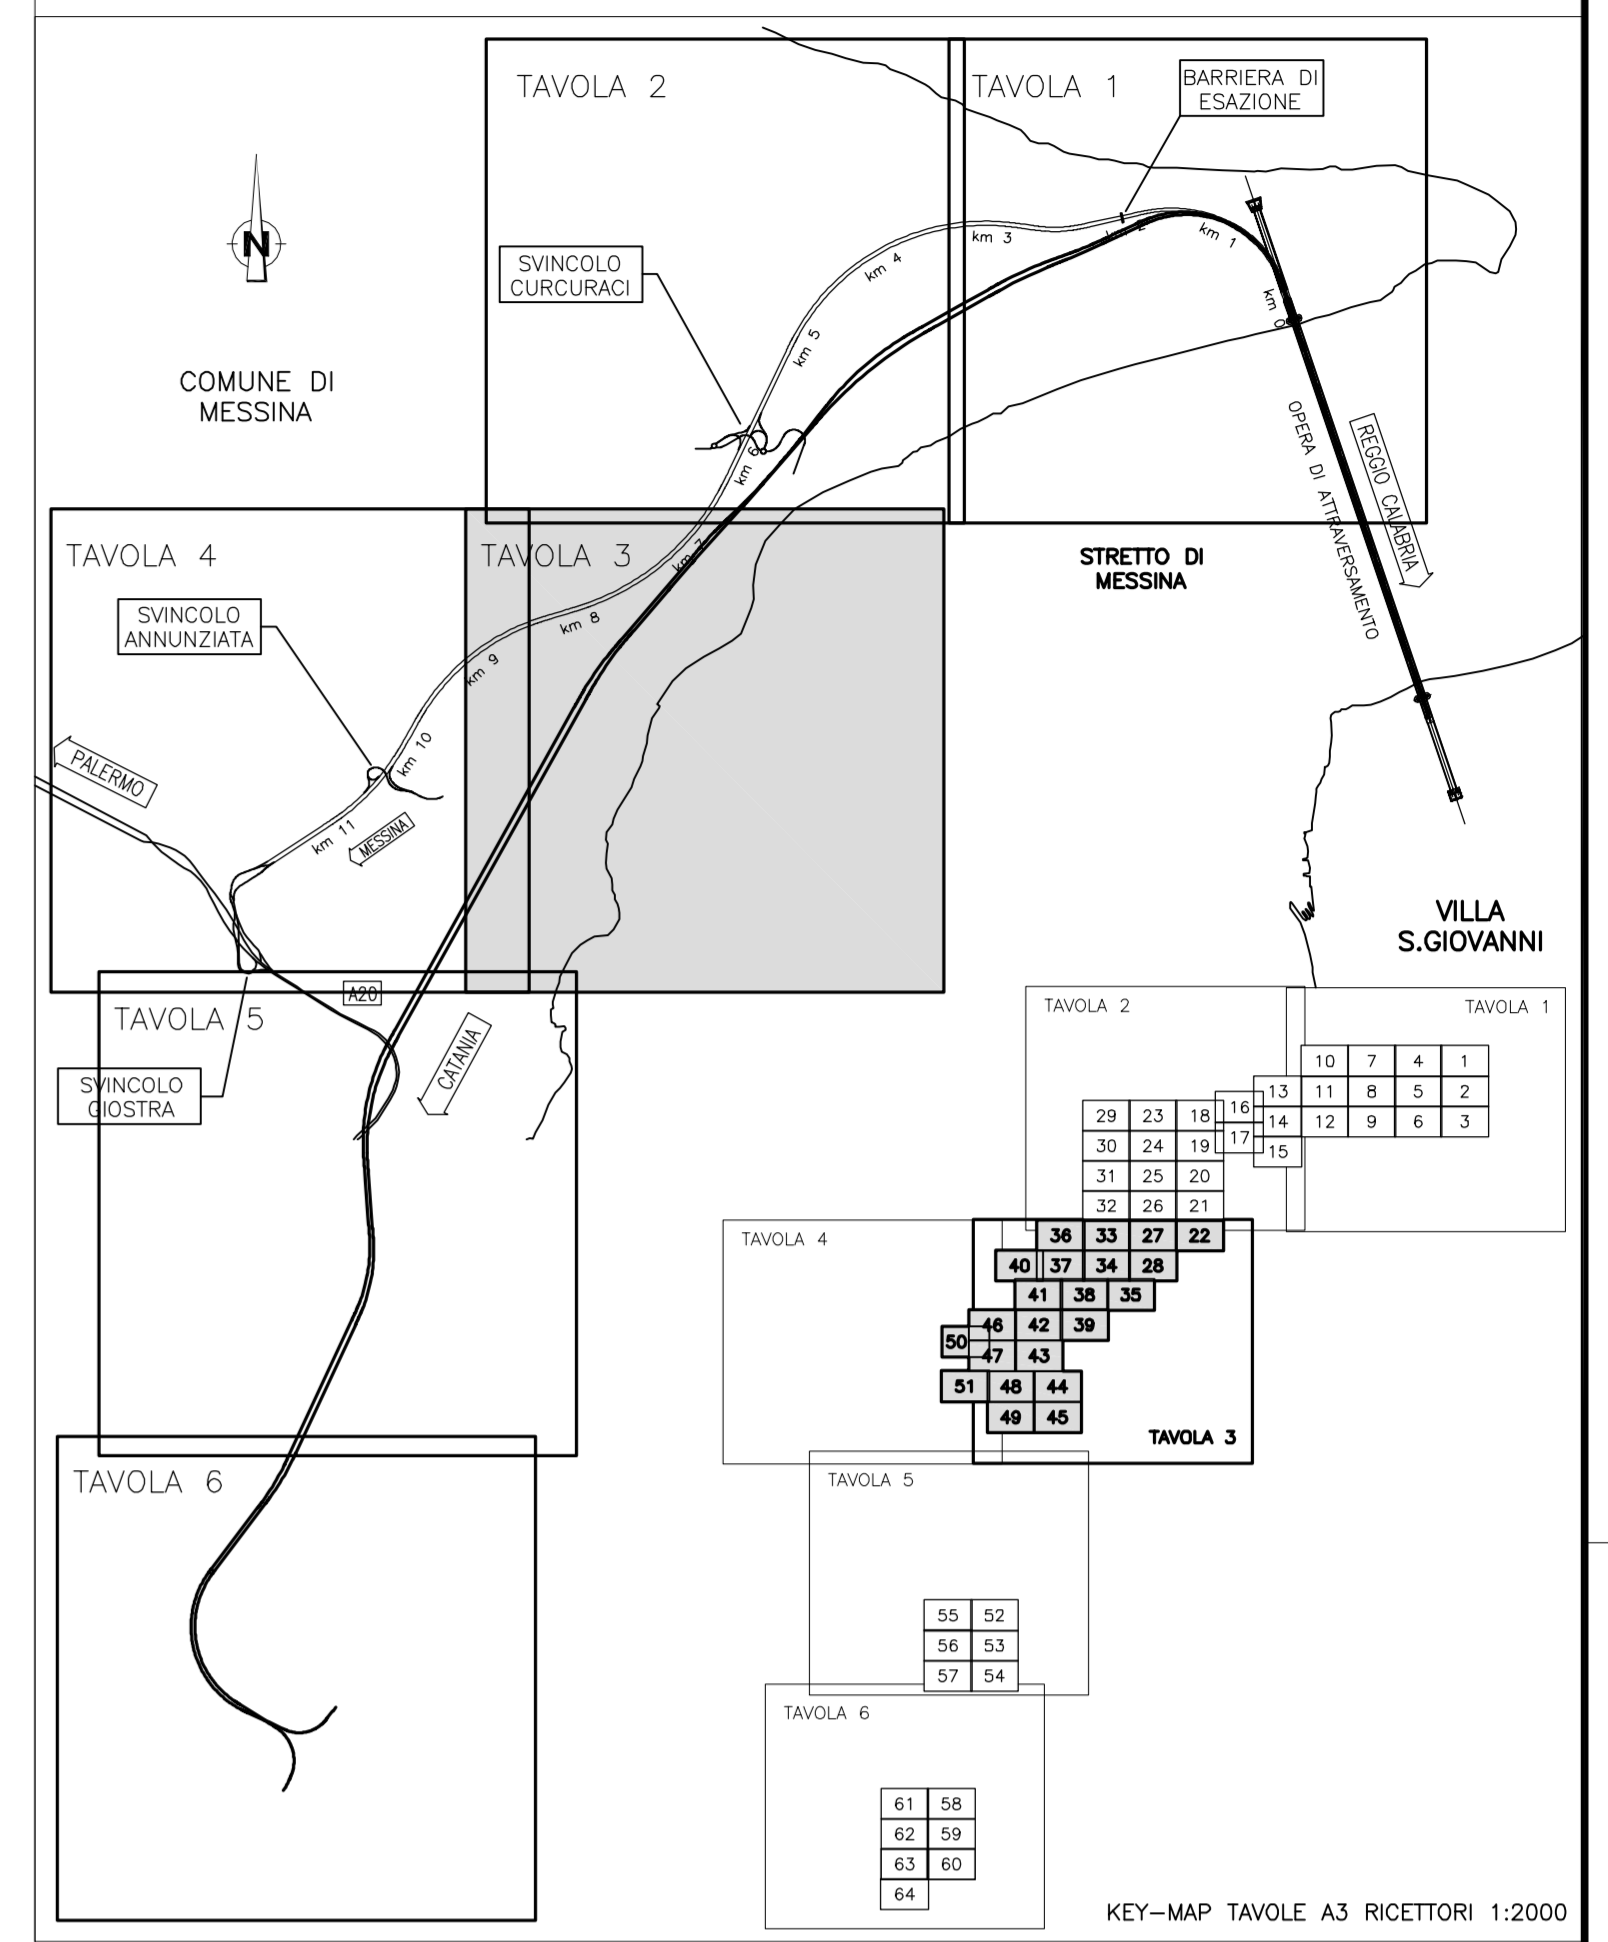 TAVOLA 2
TAVOLA 1
BARRIERA DI
ESAZIONE
N
SVINCOLO
CURCURACI
km 0
km 1
km 2
km 3
km 4
km 5
km 6
km 7
km 8
km 9
km 10
km 11
COMUNE DI
MESSINA
OPERA DI ATTRAVERSAMENTO
REGGIO CALABRIA
STRETTO DI
MESSINA
TAVOLA 4
TAVOLA 3
SVINCOLO
ANNUNZIATA
PALERMO
MESSINA
VILLA
S.GIOVANNI
A20
TAVOLA 5
CATANIA
SVINCOLO
GIOSTRA
TAVOLA 6
TAVOLA 2
TAVOLA 1
10 7 4 1
13 11 8 5 2
16 14 12 9 6 3
17 15
29 23 18
30 24 19
31 25 20
32 26 21
TAVOLA 4
36 33 27 22
40 37 34 28
41 38 35
46 42 39
50 47 43
51 48 44
49 45
TAVOLA 3
TAVOLA 5
55 52
56 53
57 54
TAVOLA 6
61 58
62 59
63 60
64
KEY-MAP TAVOLE A3 RICETTORI 1:2000